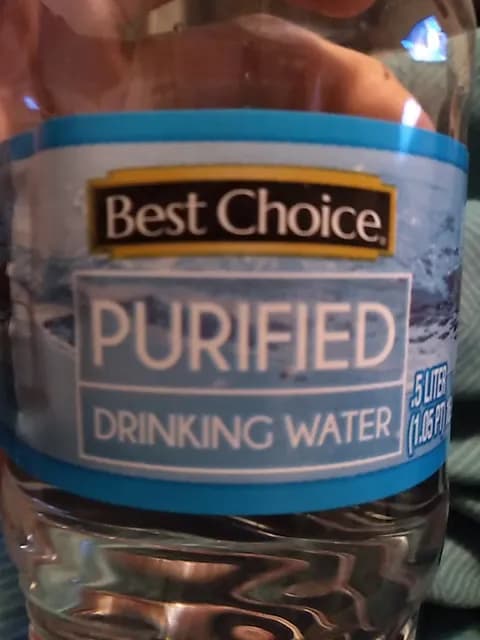 Best Choice
PURIFIED
DRINKING WATER
.5 LITER
(1.05 PT)